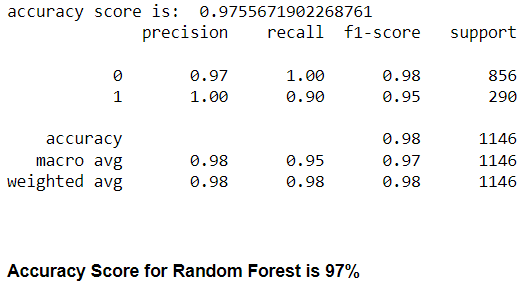 accuracy score is:  0.9755671902268761
              precision    recall  f1-score   support

           0       0.97      1.00      0.98       856
           1       1.00      0.90      0.95       290

    accuracy                           0.98      1146
   macro avg       0.98      0.95      0.97      1146
weighted avg       0.98      0.98      0.98      1146

Accuracy Score for Random Forest is 97%